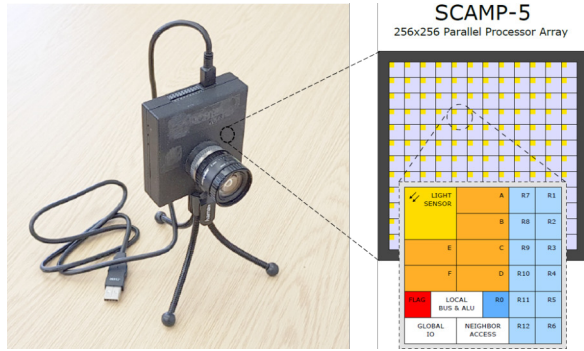 SCAMP-5
256x256 Parallel Processor Array
LIGHT
SENSOR
A
R7
R1
B
R8
R2
E
C
R9
R3
F
D
R10
R4
FLAG
LOCAL
BUS & ALU
R0
R11
R5
GLOBAL
IO
NEIGHBOR
ACCESS
R12
R6